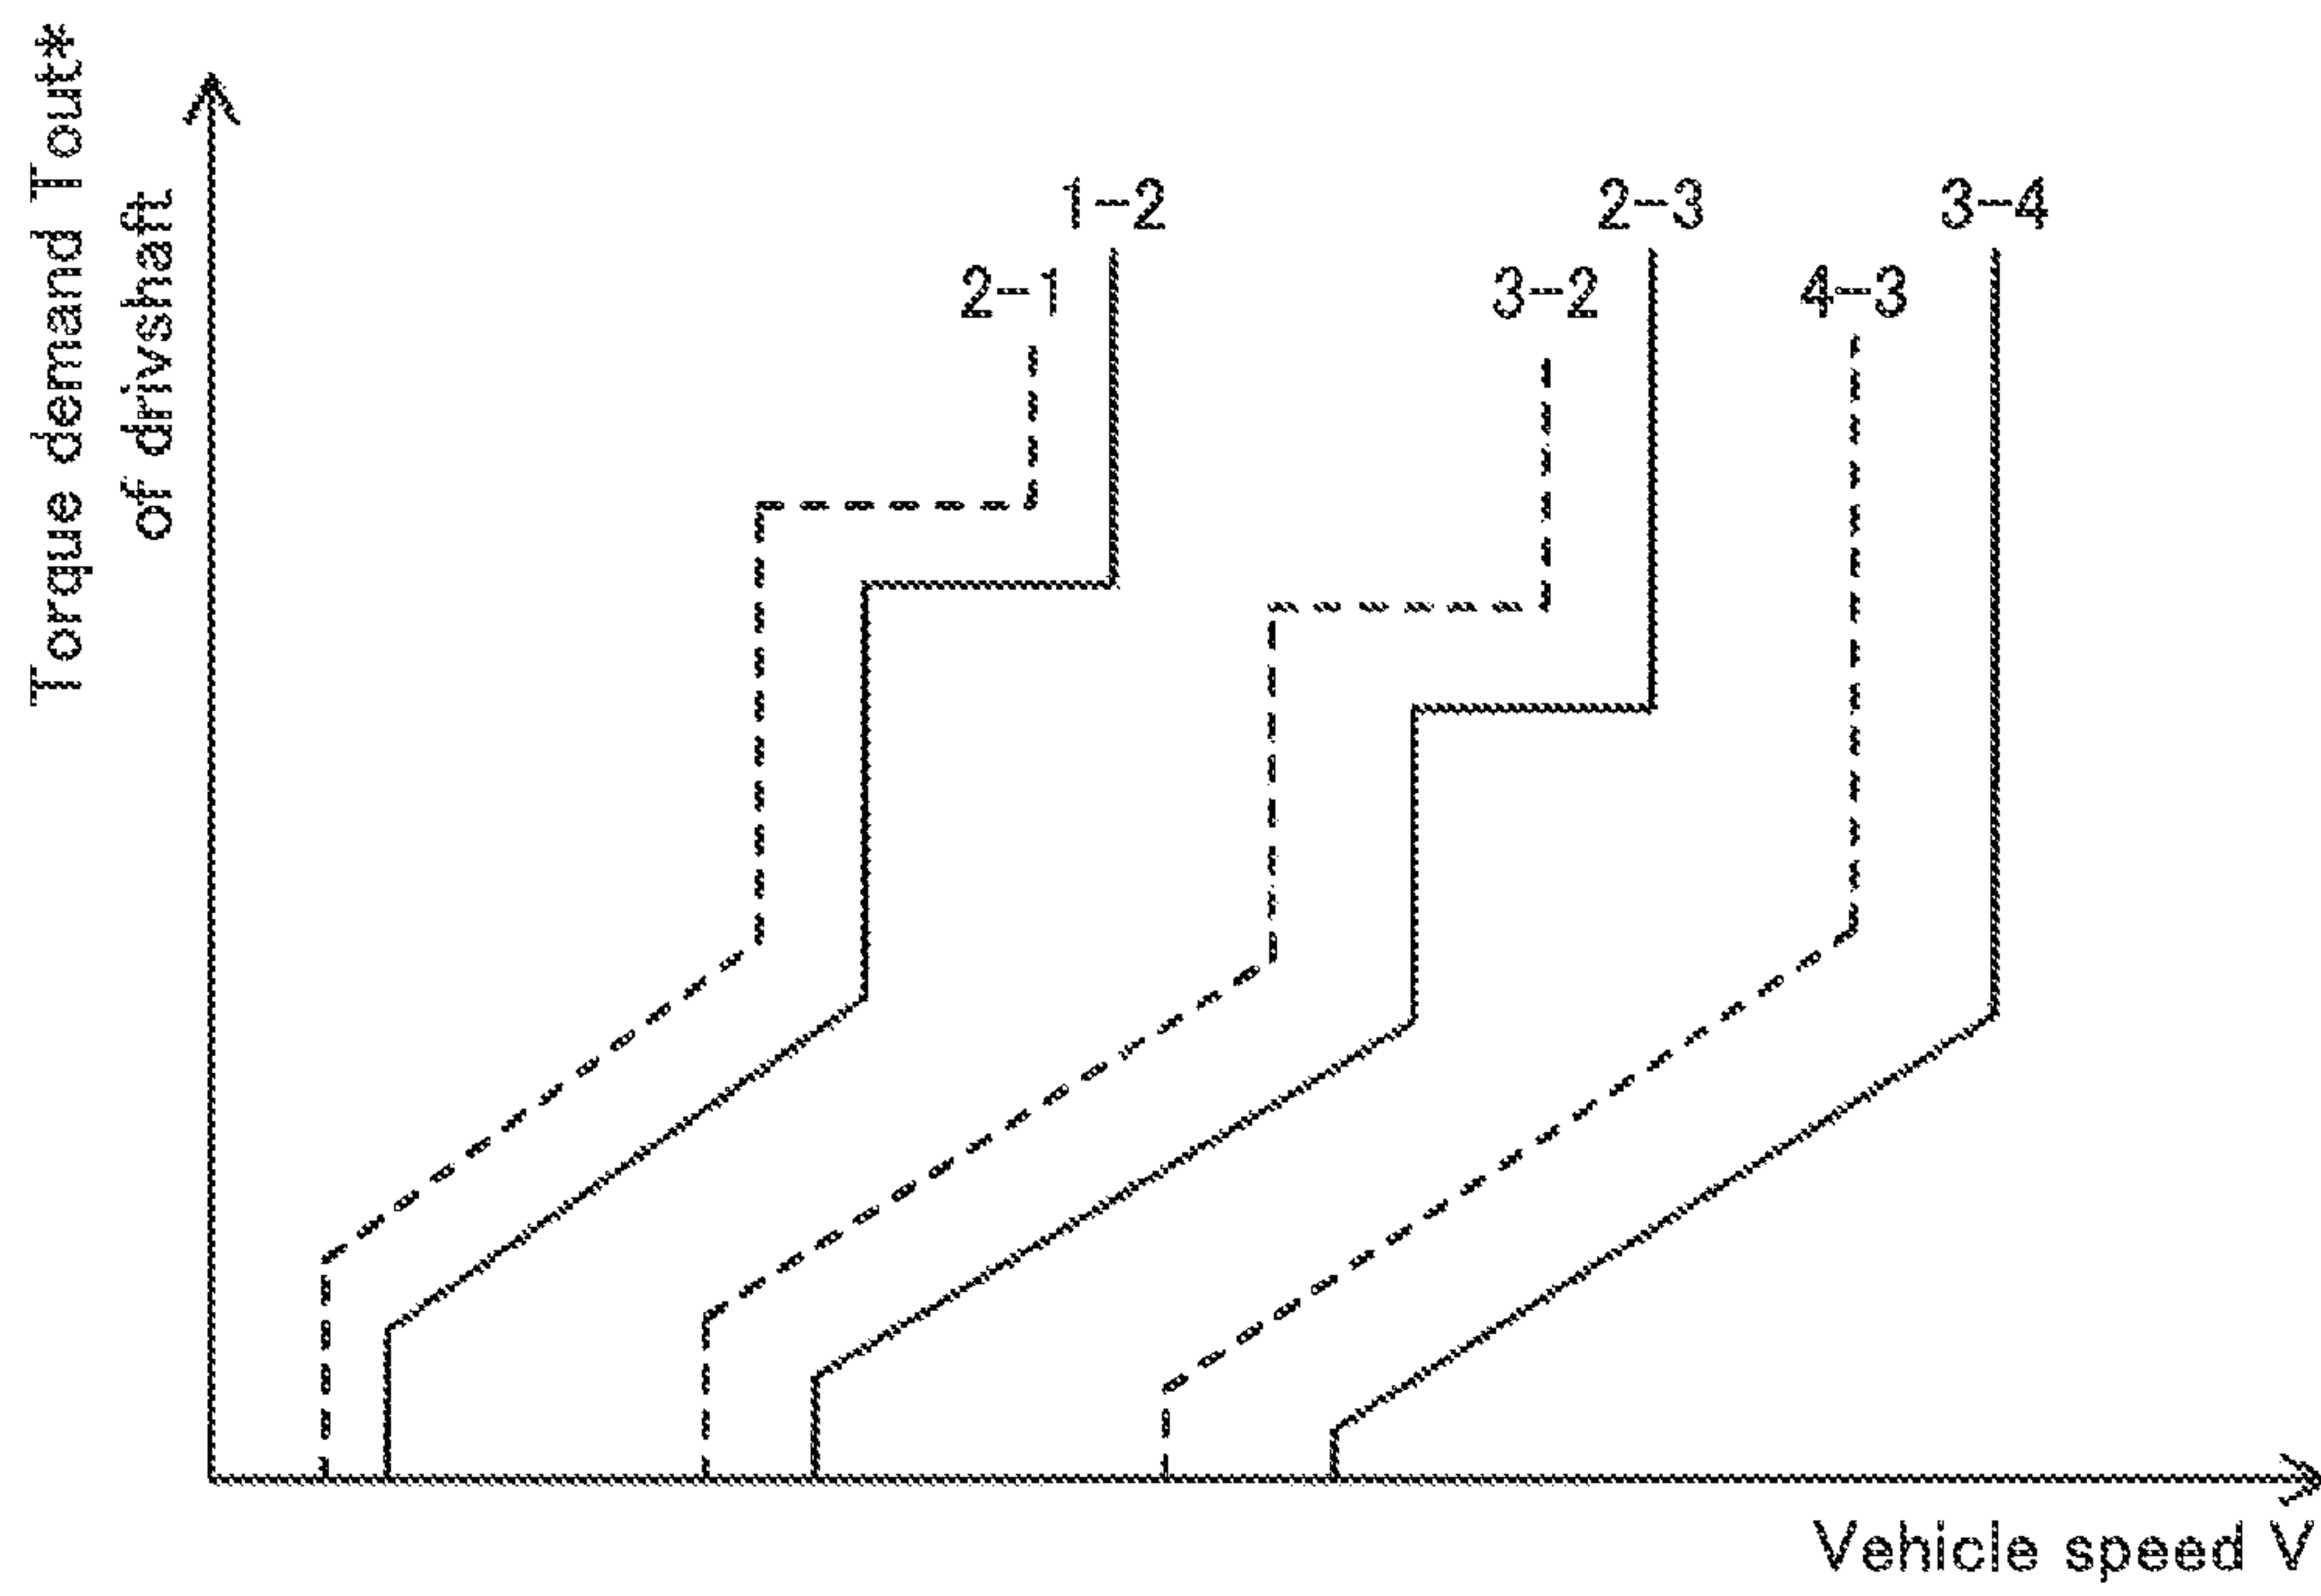 Torque demand Tout*
of drivshaft
1-2
2-3
3-4
2-1
3-2
4-3
Vehicle speed V